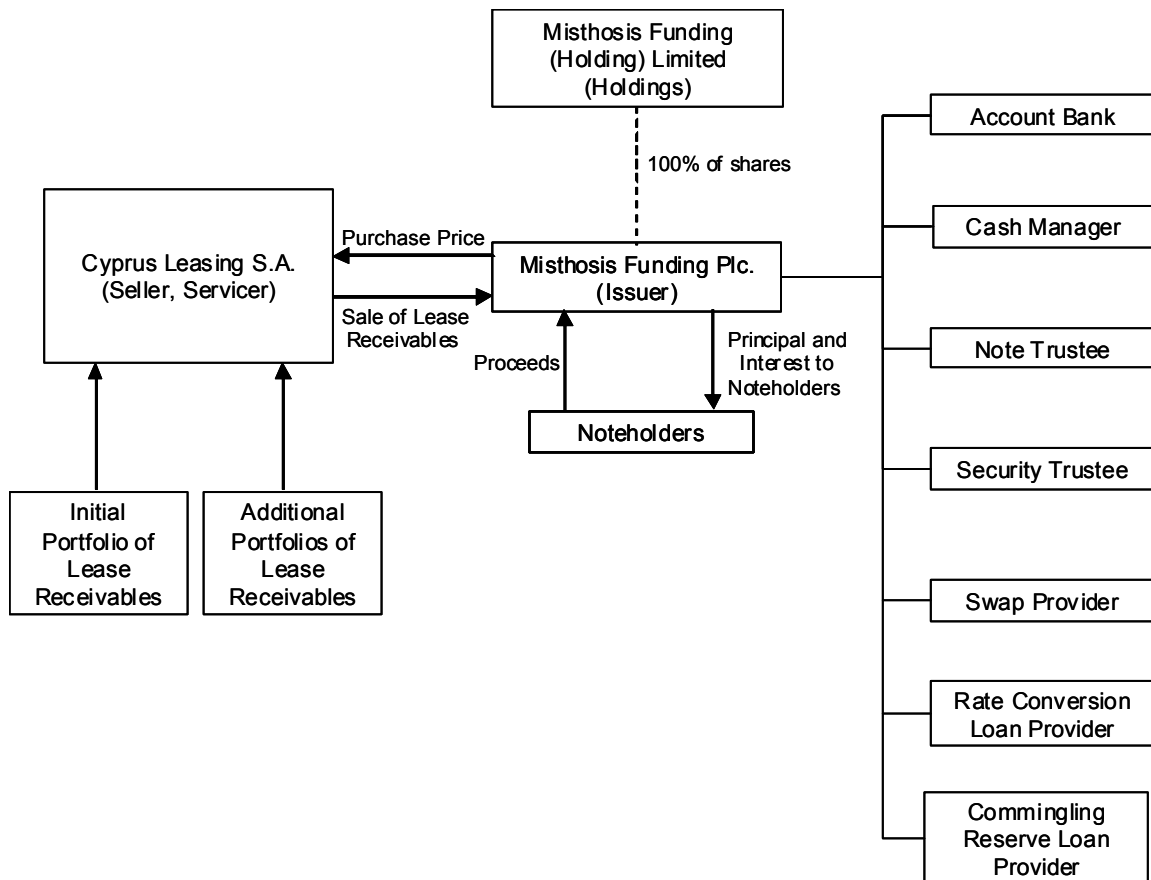 Misthosis Funding
(Holding) Limited
(Holdings)
100% of shares
Account Bank
Cash Manager
Cyprus Leasing S.A.
(Seller, Servicer)
Purchase Price
Sale of Lease
Receivables
Misthosis Funding Plc.
(Issuer)
Proceeds
Principal and
Interest to
Noteholders
Noteholders
Note Trustee
Security Trustee
Initial
Portfolio of
Lease
Receivables
Additional
Portfolios of
Lease
Receivables
Swap Provider
Rate Conversion
Loan Provider
Commingling
Reserve Loan
Provider